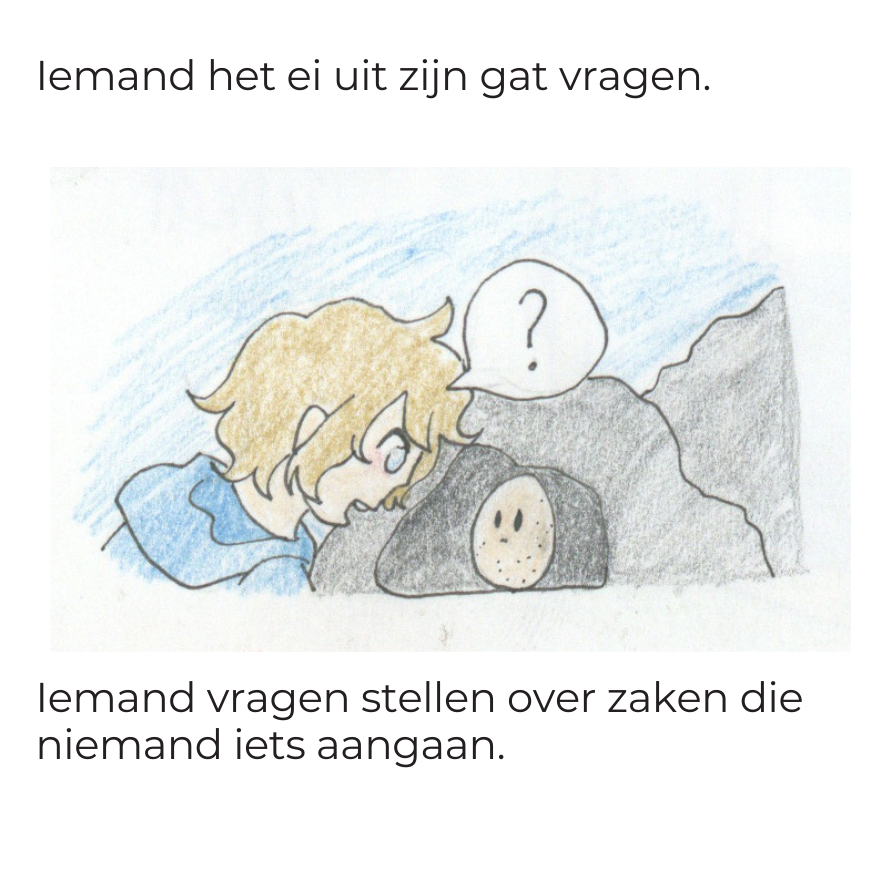 Iemand het ei uit zijn gat vragen.
?
Iemand vragen stellen over zaken die
niemand iets aangaan.